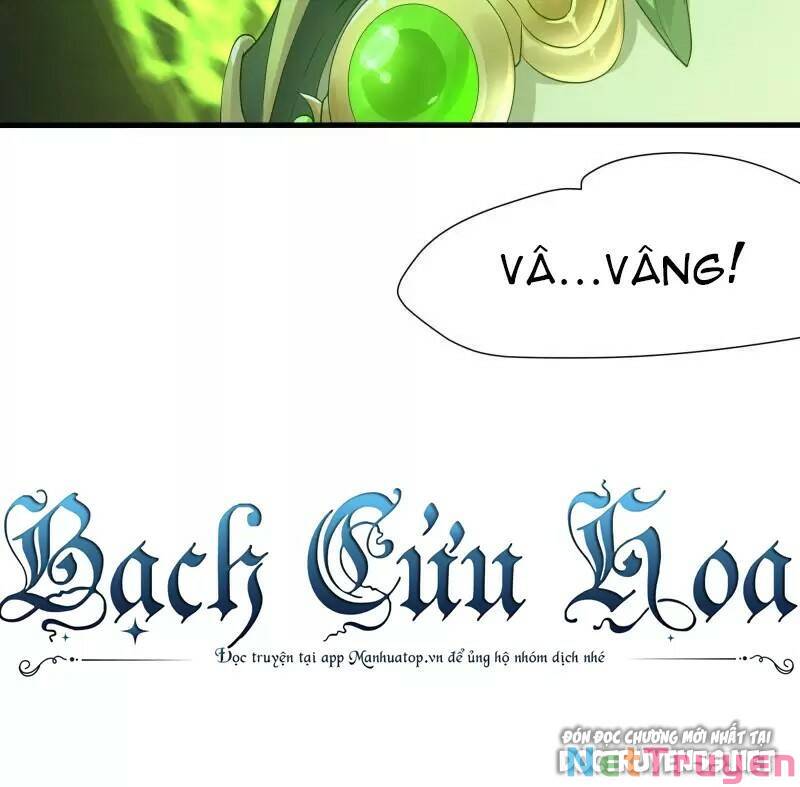 VÂ...VÂNG!
Bạch Cửu Hoa
Đọc truyện tại app Manhuatop.vn để ủng hộ nhóm dịch nhé
ĐÓN ĐỌC CHƯƠNG MỚI NHẤT TẠI
NetTruyen